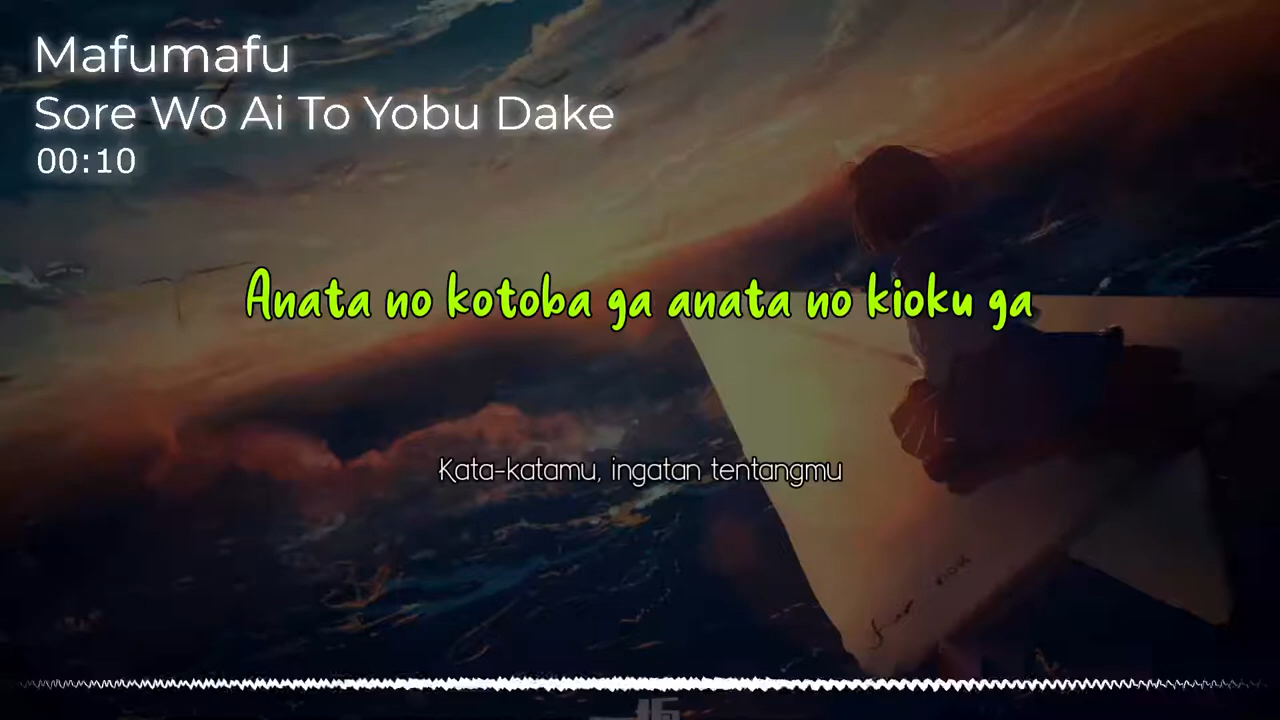 Mafumafu
Sore Wo Ai To Yobu Dake
00:10
Anata no kotoba ga anata no kioku ga
Kata-katamu, ingatan tentangmu